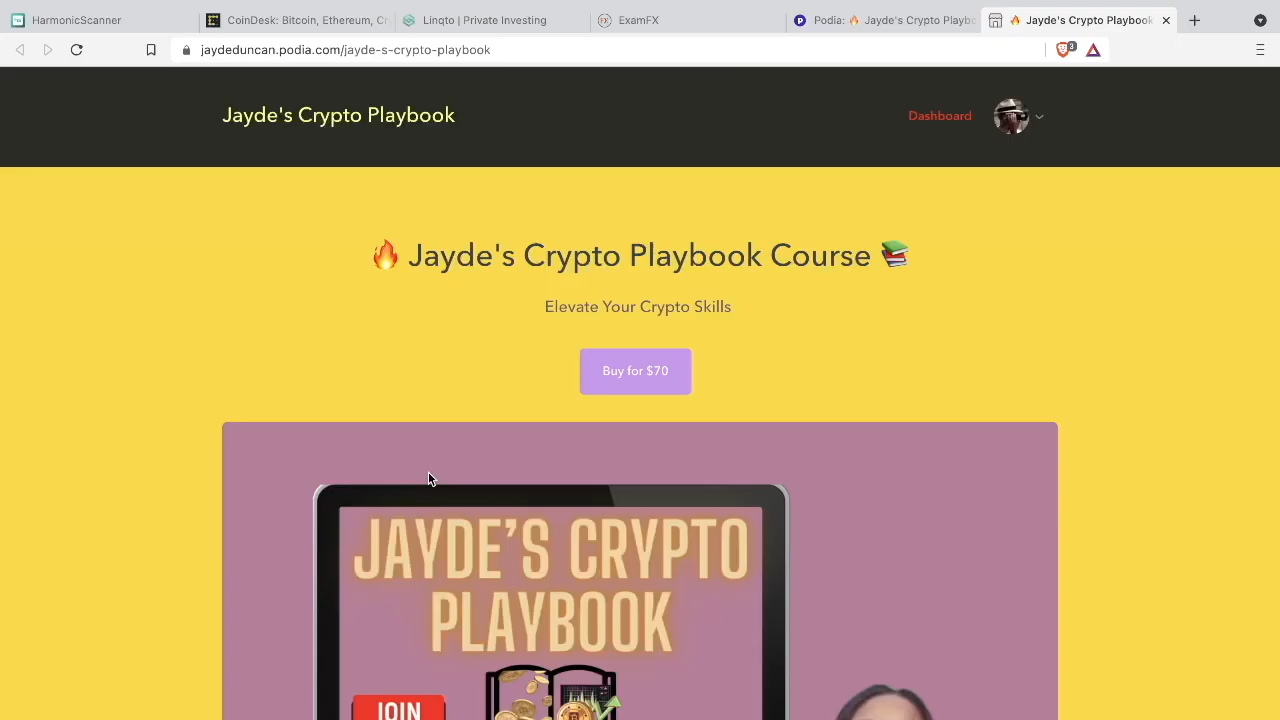 HarmonicScanner
CoinDesk: Bitcoin, Ethereum, Cr
Linqto | Private Investing
ExamFX
Podia: 🔥 Jayde's Crypto Playbo
🔥 Jayde's Crypto Playbook
jaydeduncan.podia.com/jayde-s-crypto-playbook
3
Jayde's Crypto Playbook
Dashboard
🔥 Jayde's Crypto Playbook Course 📚
Elevate Your Crypto Skills
Buy for $70
JAYDE'S CRYPTO
PLAYBOOK
JOIN